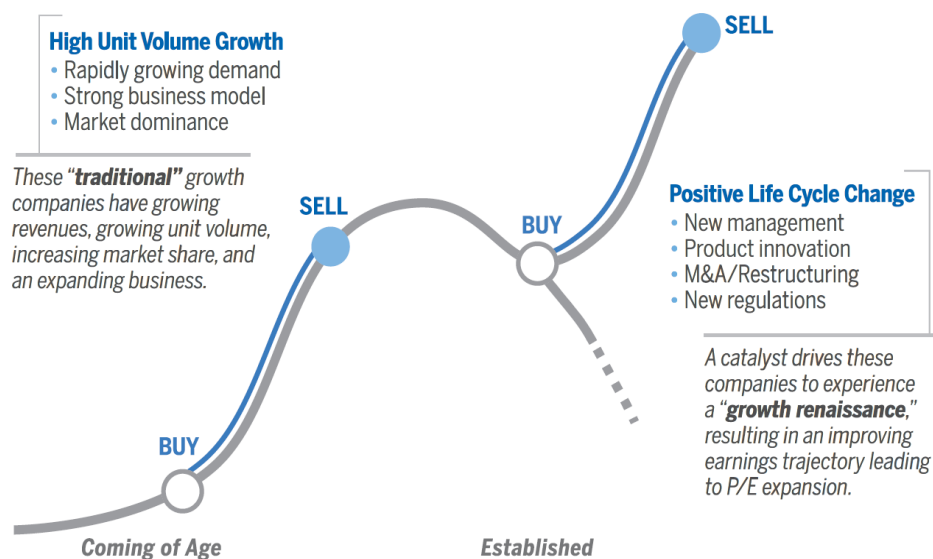 High Unit Volume Growth
• Rapidly growing demand
• Strong business model
• Market dominance
These “traditional” growth
companies have growing
revenues, growing unit volume,
increasing market share, and
an expanding business.
SELL
BUY
Coming of Age
SELL
BUY
Established
Positive Life Cycle Change
• New management
• Product innovation
• M&A/Restructuring
• New regulations
A catalyst drives these
companies to experience
a “growth renaissance,”
resulting in an improving
earnings trajectory leading
to P/E expansion.